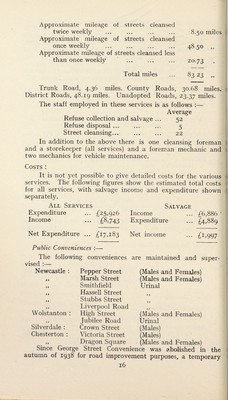 Approximate mileage of streets cleansed
twice weekly ... ... ... ... 8.50 miles
Approximate mileage of streets cleansed
once weekly ... ... ... ... 48.50 „
Approximate mileage of streets cleansed less
than once weekly ... ... ... 20.73 „
Total miles ... 83 23 „
Trunk Road, 4.36 miles. County Roads, 30.68 miles,
District Roads, 48.19 miles. Unadopted Roads, 23.37 miles.
The staff employed in these services is as follows :—
Average
Refuse collection and salvage ... 52
Refuse disposal ... ... ... 5
Street cleansing... ... ... 22
In addition to the above there is one cleansing foreman
and a storekeeper (all services) and a foreman mechanic and
two mechanics for vehicle maintenance.
Costs :
It is not yet possible to give detailed costs for the various
services. The following figures show the estimated total costs
for all services, with salvage income and expenditure shown
separately.
All Services Salvage
Expenditure ... £25,926 Income ... £6,886
Income ... £8,743 Expenditure ... £4,889
Net Expenditure ... £17,183 Net income ... £1,997
Public Conveniences :—
The following conveniences are maintained and super-
vised :—
Newcastle : Pepper Street (Males and Females)
„ Marsh Street (Males and Females)
„ Smithfield Urinal
„ Hassell Street „
„ Stubbs Street „
„ Liverpool Road „
Wolstanton : High Street (Males and Females)
„ Jubilee Road Urinal
Silverdale : Crown Street (Males)
Chesterton : Victoria Street (Males)
„ Dragon Square (Males and Females)
Since George Street Convenience was abolished in the
autumn of 1938 for road improvement purposes, a temporary
16